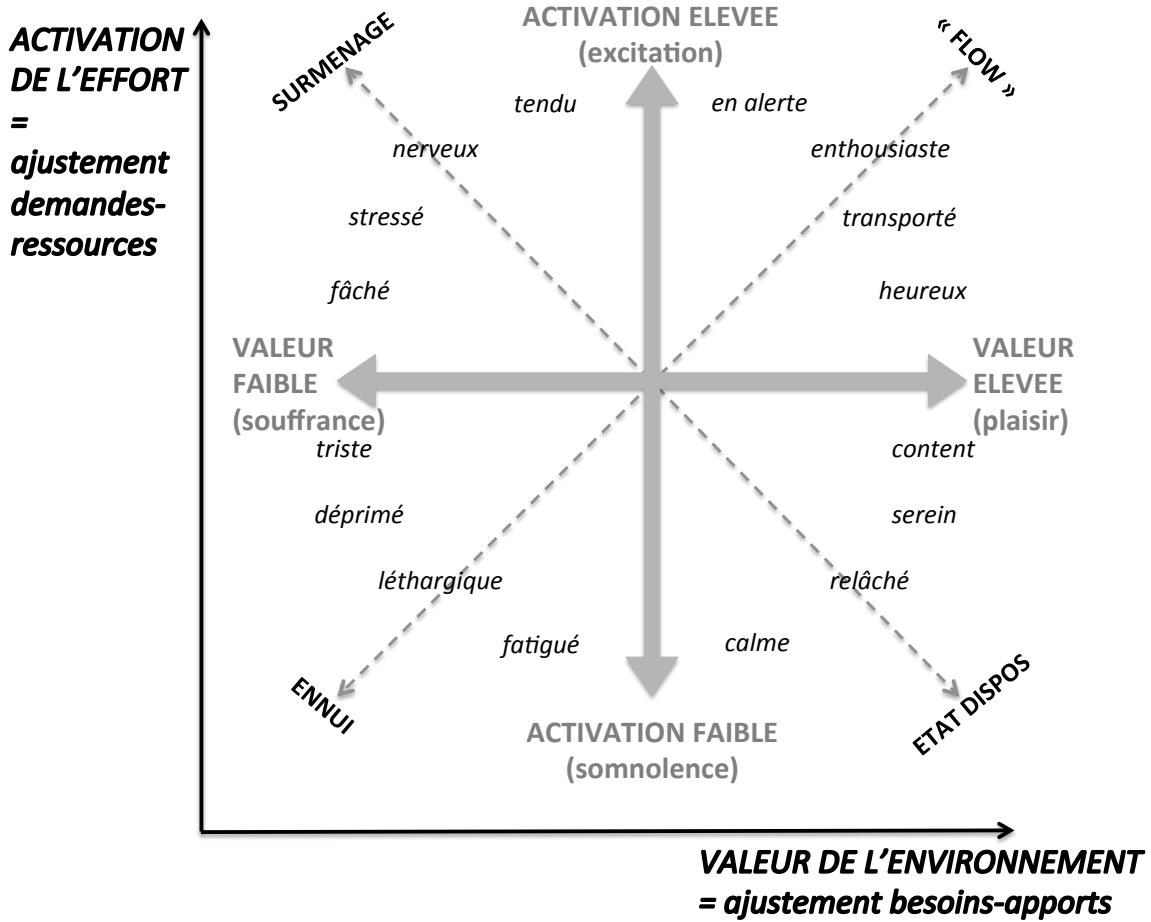 ACTIVATION
DE L'EFFORT
=
ajustement
demandes-
ressources
SURMENAGE
ACTIVATION ELEVEE
(excitation)
« FLOW »
tendu
en alerte
nerveux
enthousiaste
stressé
transporté
fâché
heureux
VALEUR
FAIBLE
(souffrance)
VALEUR
ELEVEE
(plaisir)
triste
content
déprimé
serein
léthargique
relâché
fatigué
calme
ENNUI
ACTIVATION FAIBLE
(somnolence)
ETAT DISPOS
VALEUR DE L'ENVIRONNEMENT
= ajustement besoins-apports